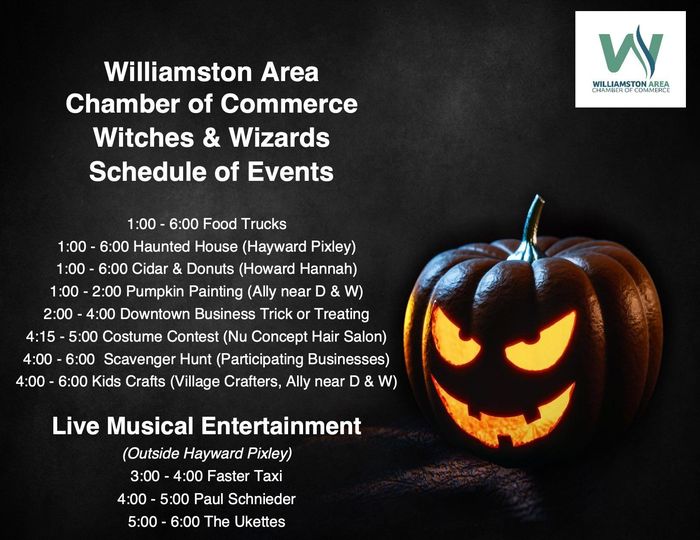 Williamston Area
Chamber of Commerce
Witches & Wizards
Schedule of Events
W
WILLIAMSTON AREA
CHAMBER OF COMMERCE
1:00 - 6:00 Food Trucks
1:00 - 6:00 Haunted House (Hayward Pixley)
1:00 - 6:00 Cidar & Donuts (Howard Hannah)
1:00 - 2:00 Pumpkin Painting (Ally near D & W)
2:00 - 4:00 Downtown Business Trick or Treating
4:15 - 5:00 Costume Contest (Nu Concept Hair Salon)
4:00 - 6:00  Scavenger Hunt (Participating Businesses)
4:00 - 6:00 Kids Crafts (Village Crafters, Ally near D & W)
Live Musical Entertainment
(Outside Hayward Pixley)
3:00 - 4:00 Faster Taxi
4:00 - 5:00 Paul Schnieder
5:00 - 6:00 The Ukettes